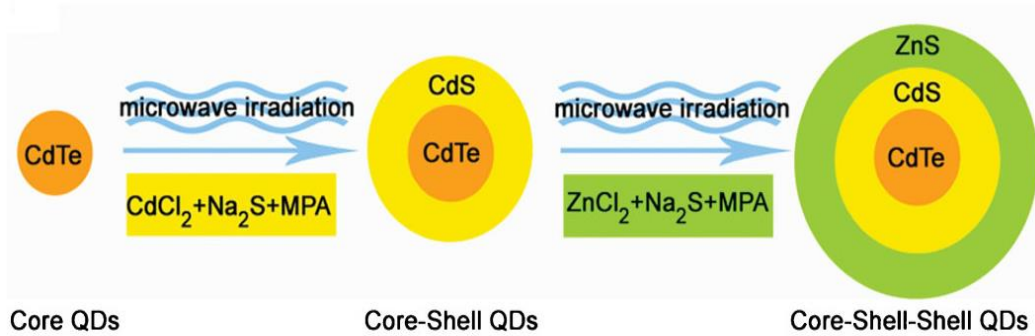 ZnS
CdS
CdTe
microwave irradiation
CdCl₂+Na₂S+MPA
CdS
CdTe
microwave irradiation
ZnCl₂+Na₂S+MPA
CdTe
Core QDs
Core-Shell QDs
Core-Shell-Shell QDs